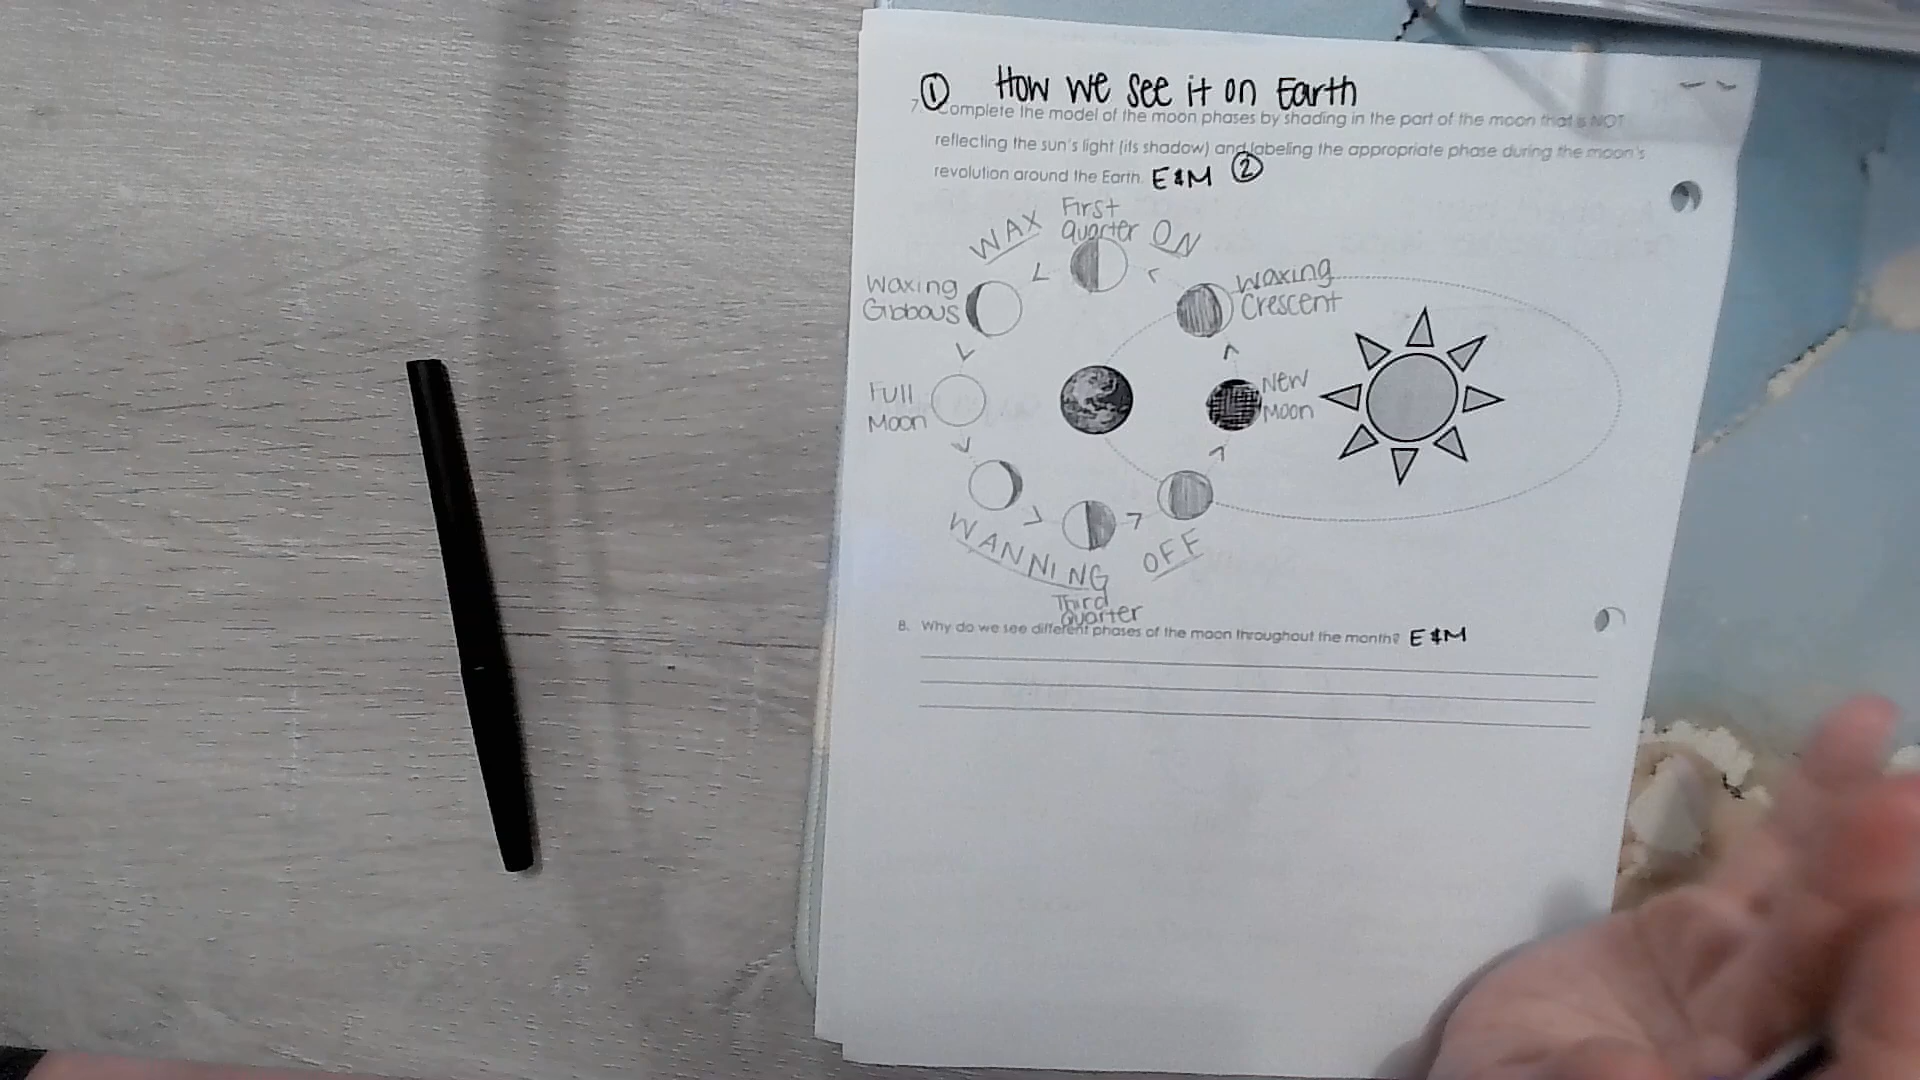 ① How we see it on Earth
7. Complete the model of the moon phases by shading in the part of the moon that is NOT
reflecting the sun's light (its shadow) and labeling the appropriate phase during the moon's
revolution around the Earth. E&M ②
WAX First Quarter ON
Waxing Gibbous
Waxing Crescent
Full Moon
New Moon
WANNING
OFF
Third Quarter
8. Why do we see different phases of the moon throughout the month? E&M